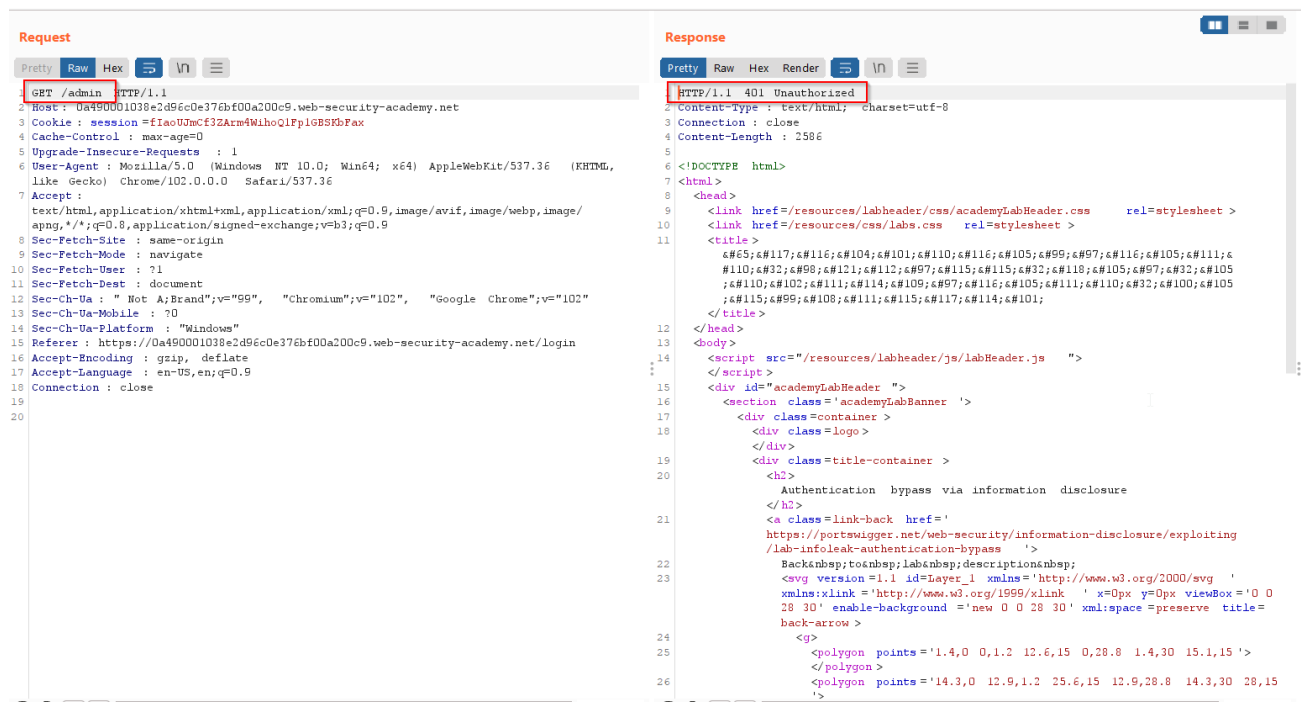 Request
Pretty Raw Hex \n
1 GET /admin HTTP/1.1
2 Host: 0a490001038e2d96c0e376bf00a200c9.web-security-academy.net
3 Cookie : session=fIaoUJmCf3ZArm4WihoQlFp1GBSKbFax
4 Cache-Control : max-age=0
5 Upgrade-Insecure-Requests : 1
6 User-Agent : Mozilla/5.0 (Windows NT 10.0; Win64; x64) AppleWebKit/537.36 (KHTML,
like Gecko) Chrome/102.0.0.0 Safari/537.36
7 Accept :
text/html,application/xhtml+xml,application/xml;q=0.9,image/avif,image/webp,image/
apng,*/*;q=0.8,application/signed-exchange;v=b3;q=0.9
8 Sec-Fetch-Site : same-origin
9 Sec-Fetch-Mode : navigate
10 Sec-Fetch-User : ?1
11 Sec-Fetch-Dest : document
12 Sec-Ch-Ua : " Not A;Brand";v="99", "Chromium";v="102", "Google Chrome";v="102"
13 Sec-Ch-Ua-Mobile : ?0
14 Sec-Ch-Ua-Platform : "Windows"
15 Referer : https://0a490001038e2d96c0e376bf00a200c9.web-security-academy.net/login
16 Accept-Encoding : gzip, deflate
17 Accept-Language : en-US,en;q=0.9
18 Connection : close
19
20
Response
Pretty Raw Hex Render \n
1 HTTP/1.1 401 Unauthorized
2 Content-Type : text/html; charset=utf-8
3 Connection : close
4 Content-Length : 2586
5
6 <!DOCTYPE html>
7 <html>
8 <head>
9 <link href=/resources/labheader/css/academyLabHeader.css rel=stylesheet >
10 <link href=/resources/css/labs.css rel=stylesheet >
11 <title >
&#65;&#117;&#116;&#104;&#101;&#110;&#116;&#105;&#99;&#97;&#116;&#105;&#111;&
#110;&#32;&#98;&#121;&#112;&#97;&#115;&#115;&#32;&#118;&#105;&#97;&#32;&#105
;&#110;&#102;&#111;&#114;&#109;&#97;&#116;&#105;&#111;&#110;&#32;&#100;&#105
;&#115;&#99;&#108;&#111;&#115;&#117;&#114;&#101;
</title >
12 </head >
13 <body >
14 <script src="/resources/labheader/js/labHeader.js ">
</script >
15 <div id="academyLabHeader ">
16 <section class='academyLabBanner '>
17 <div class=container >
18 <div class=logo >
</div>
19 <div class=title-container >
20 <h2>
Authentication bypass via information disclosure
</h2>
21 <a class=link-back href='
https://portswigger.net/web-security/information-disclosure/exploiting
/lab-infoleak-authentication-bypass '>
22 Back&nbsp;to&nbsp;lab&nbsp;description&nbsp;
23 <svg version=1.1 id=Layer_1 xmlns='http://www.w3.org/2000/svg '
xmlns:xlink ='http://www.w3.org/1999/xlink ' x=0px y=0px viewBox='0 0
28 30' enable-background ='new 0 0 28 30' xml:space =preserve title=
back-arrow >
24 <g>
25 <polygon points='1.4,0 0,1.2 12.6,15 0,28.8 1.4,30 15.1,15 '>
</polygon >
26 <polygon points='14.3,0 12.9,1.2 25.6,15 12.9,28.8 14.3,30 28,15
'>